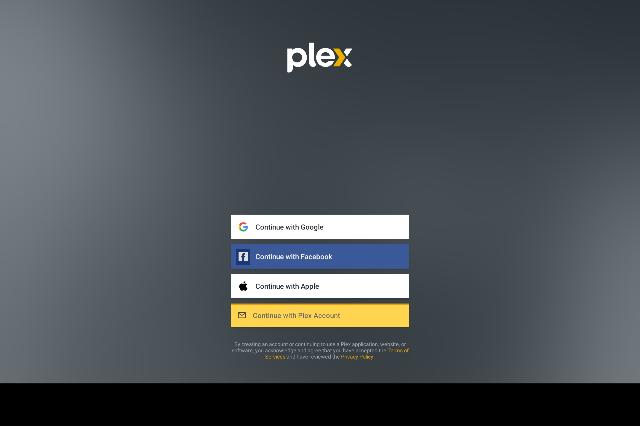 plex
Continue with Google
Continue with Facebook
Continue with Apple
Continue with Plex Account
By creating an account or continuing to use a Plex application, website, or
software, you acknowledge and agree that you have accepted the Terms of
Services and have reviewed the Privacy Policy.